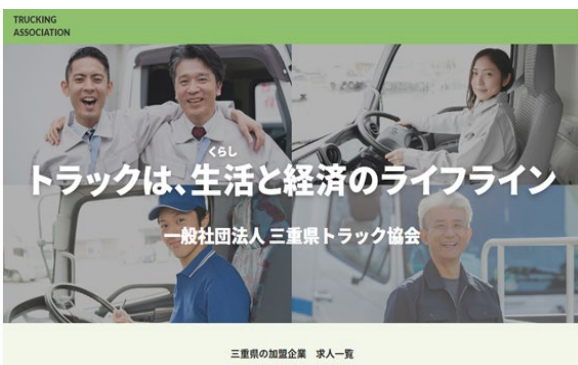 TRUCKING
ASSOCIATION
くらし
トラックは、生活と経済のライフライン
一般社団法人 三重県トラック協会
三重県の加盟企業 求人一覧